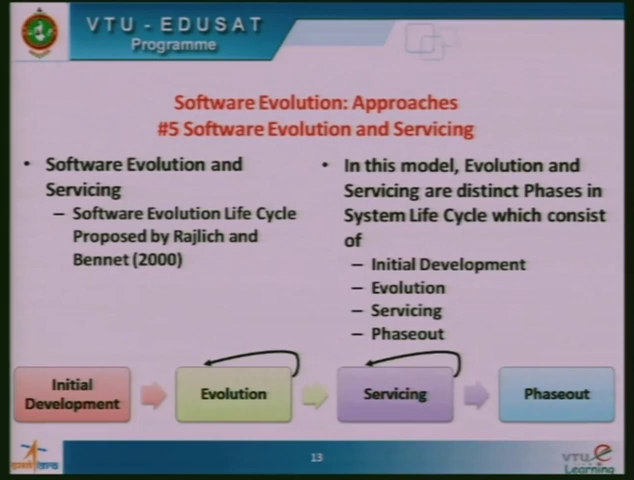 VTU - EDUSAT
Programme
Software Evolution: Approaches
#5 Software Evolution and Servicing
• Software Evolution and
Servicing
– Software Evolution Life Cycle
Proposed by Rajlich and
Bennet (2000)
• In this model, Evolution and
Servicing are distinct Phases in
System Life Cycle which consist
of
– Initial Development
– Evolution
– Servicing
– Phaseout
Initial
Development
Evolution
Servicing
Phaseout
13
VTU e
Learning